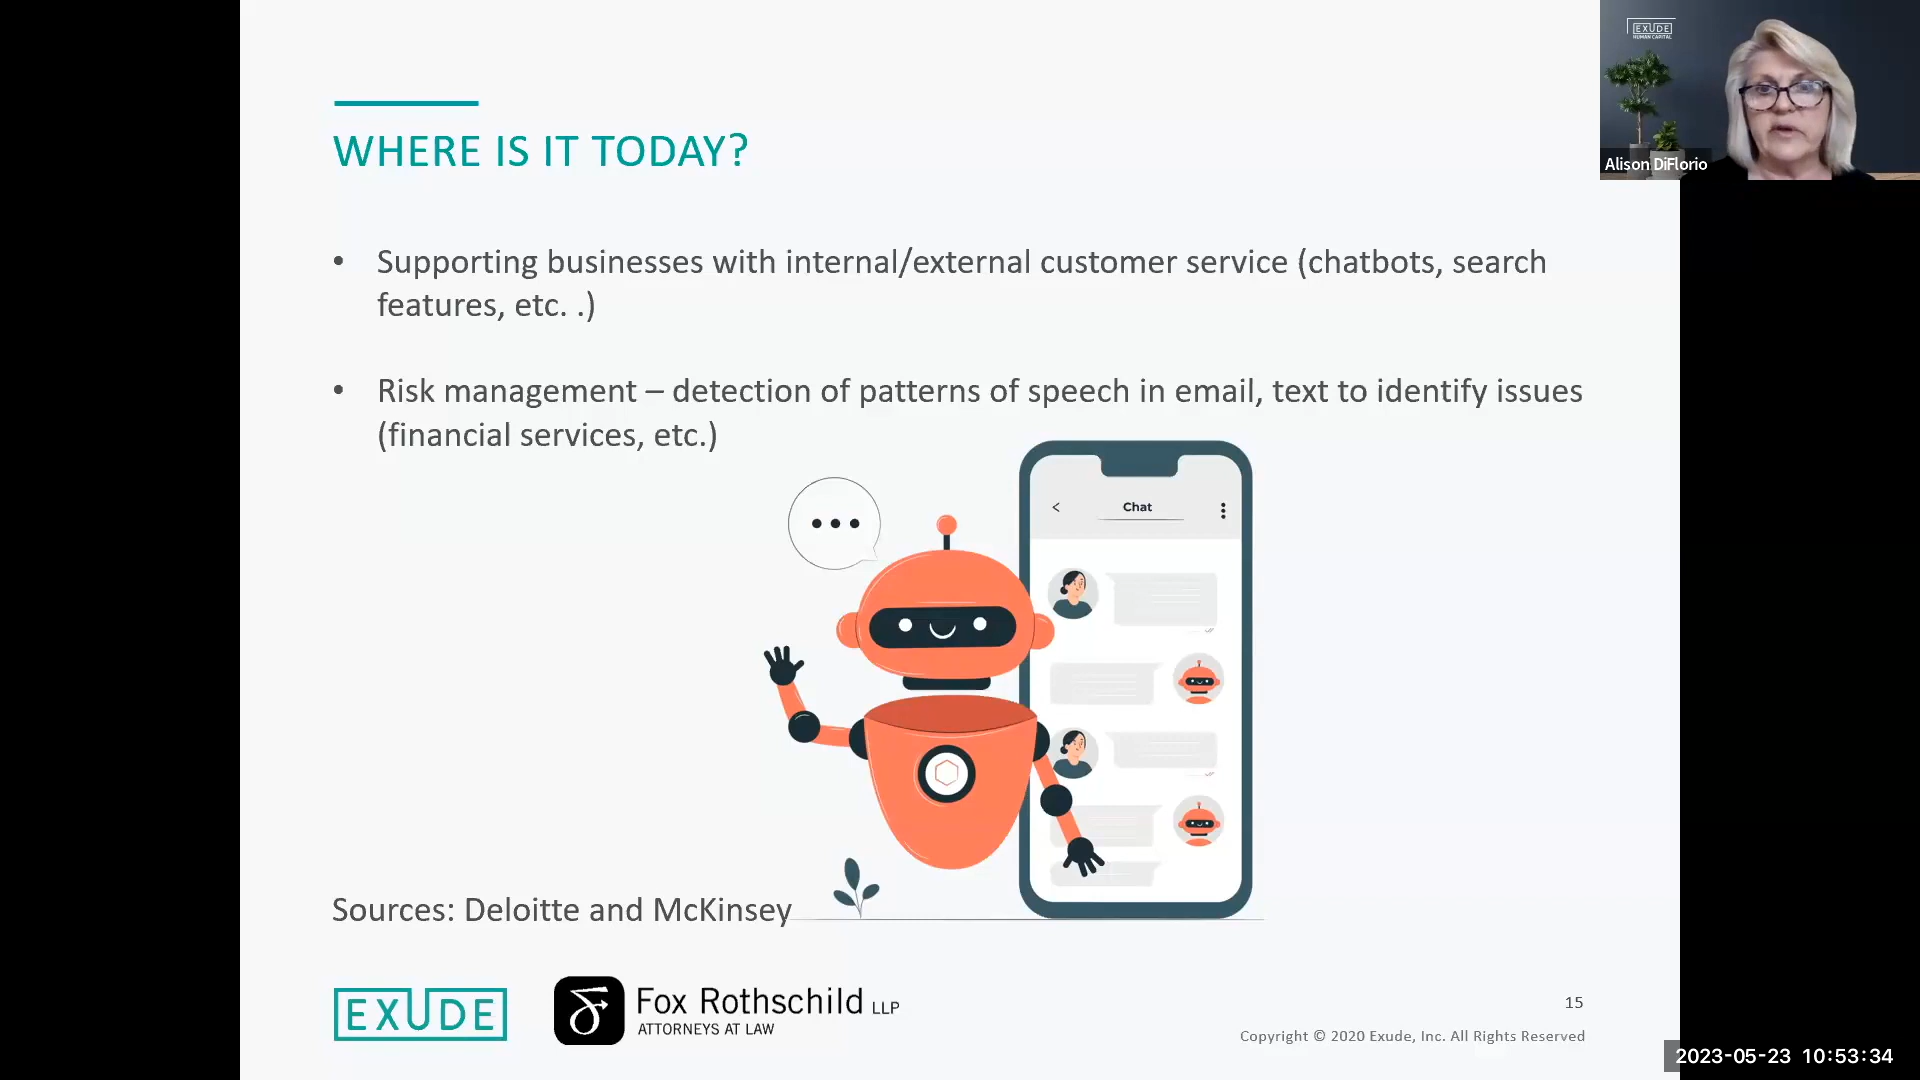 EXUDE
HUMAN CAPITAL
Alison DiFlorio
WHERE IS IT TODAY?
• Supporting businesses with internal/external customer service (chatbots, search
features, etc. .)
• Risk management – detection of patterns of speech in email, text to identify issues
(financial services, etc.)
< Chat
Sources: Deloitte and McKinsey
EXUDE
Fox Rothschild LLP
ATTORNEYS AT LAW
15
Copyright © 2020 Exude, Inc. All Rights Reserved
2023-05-23 10:53:34